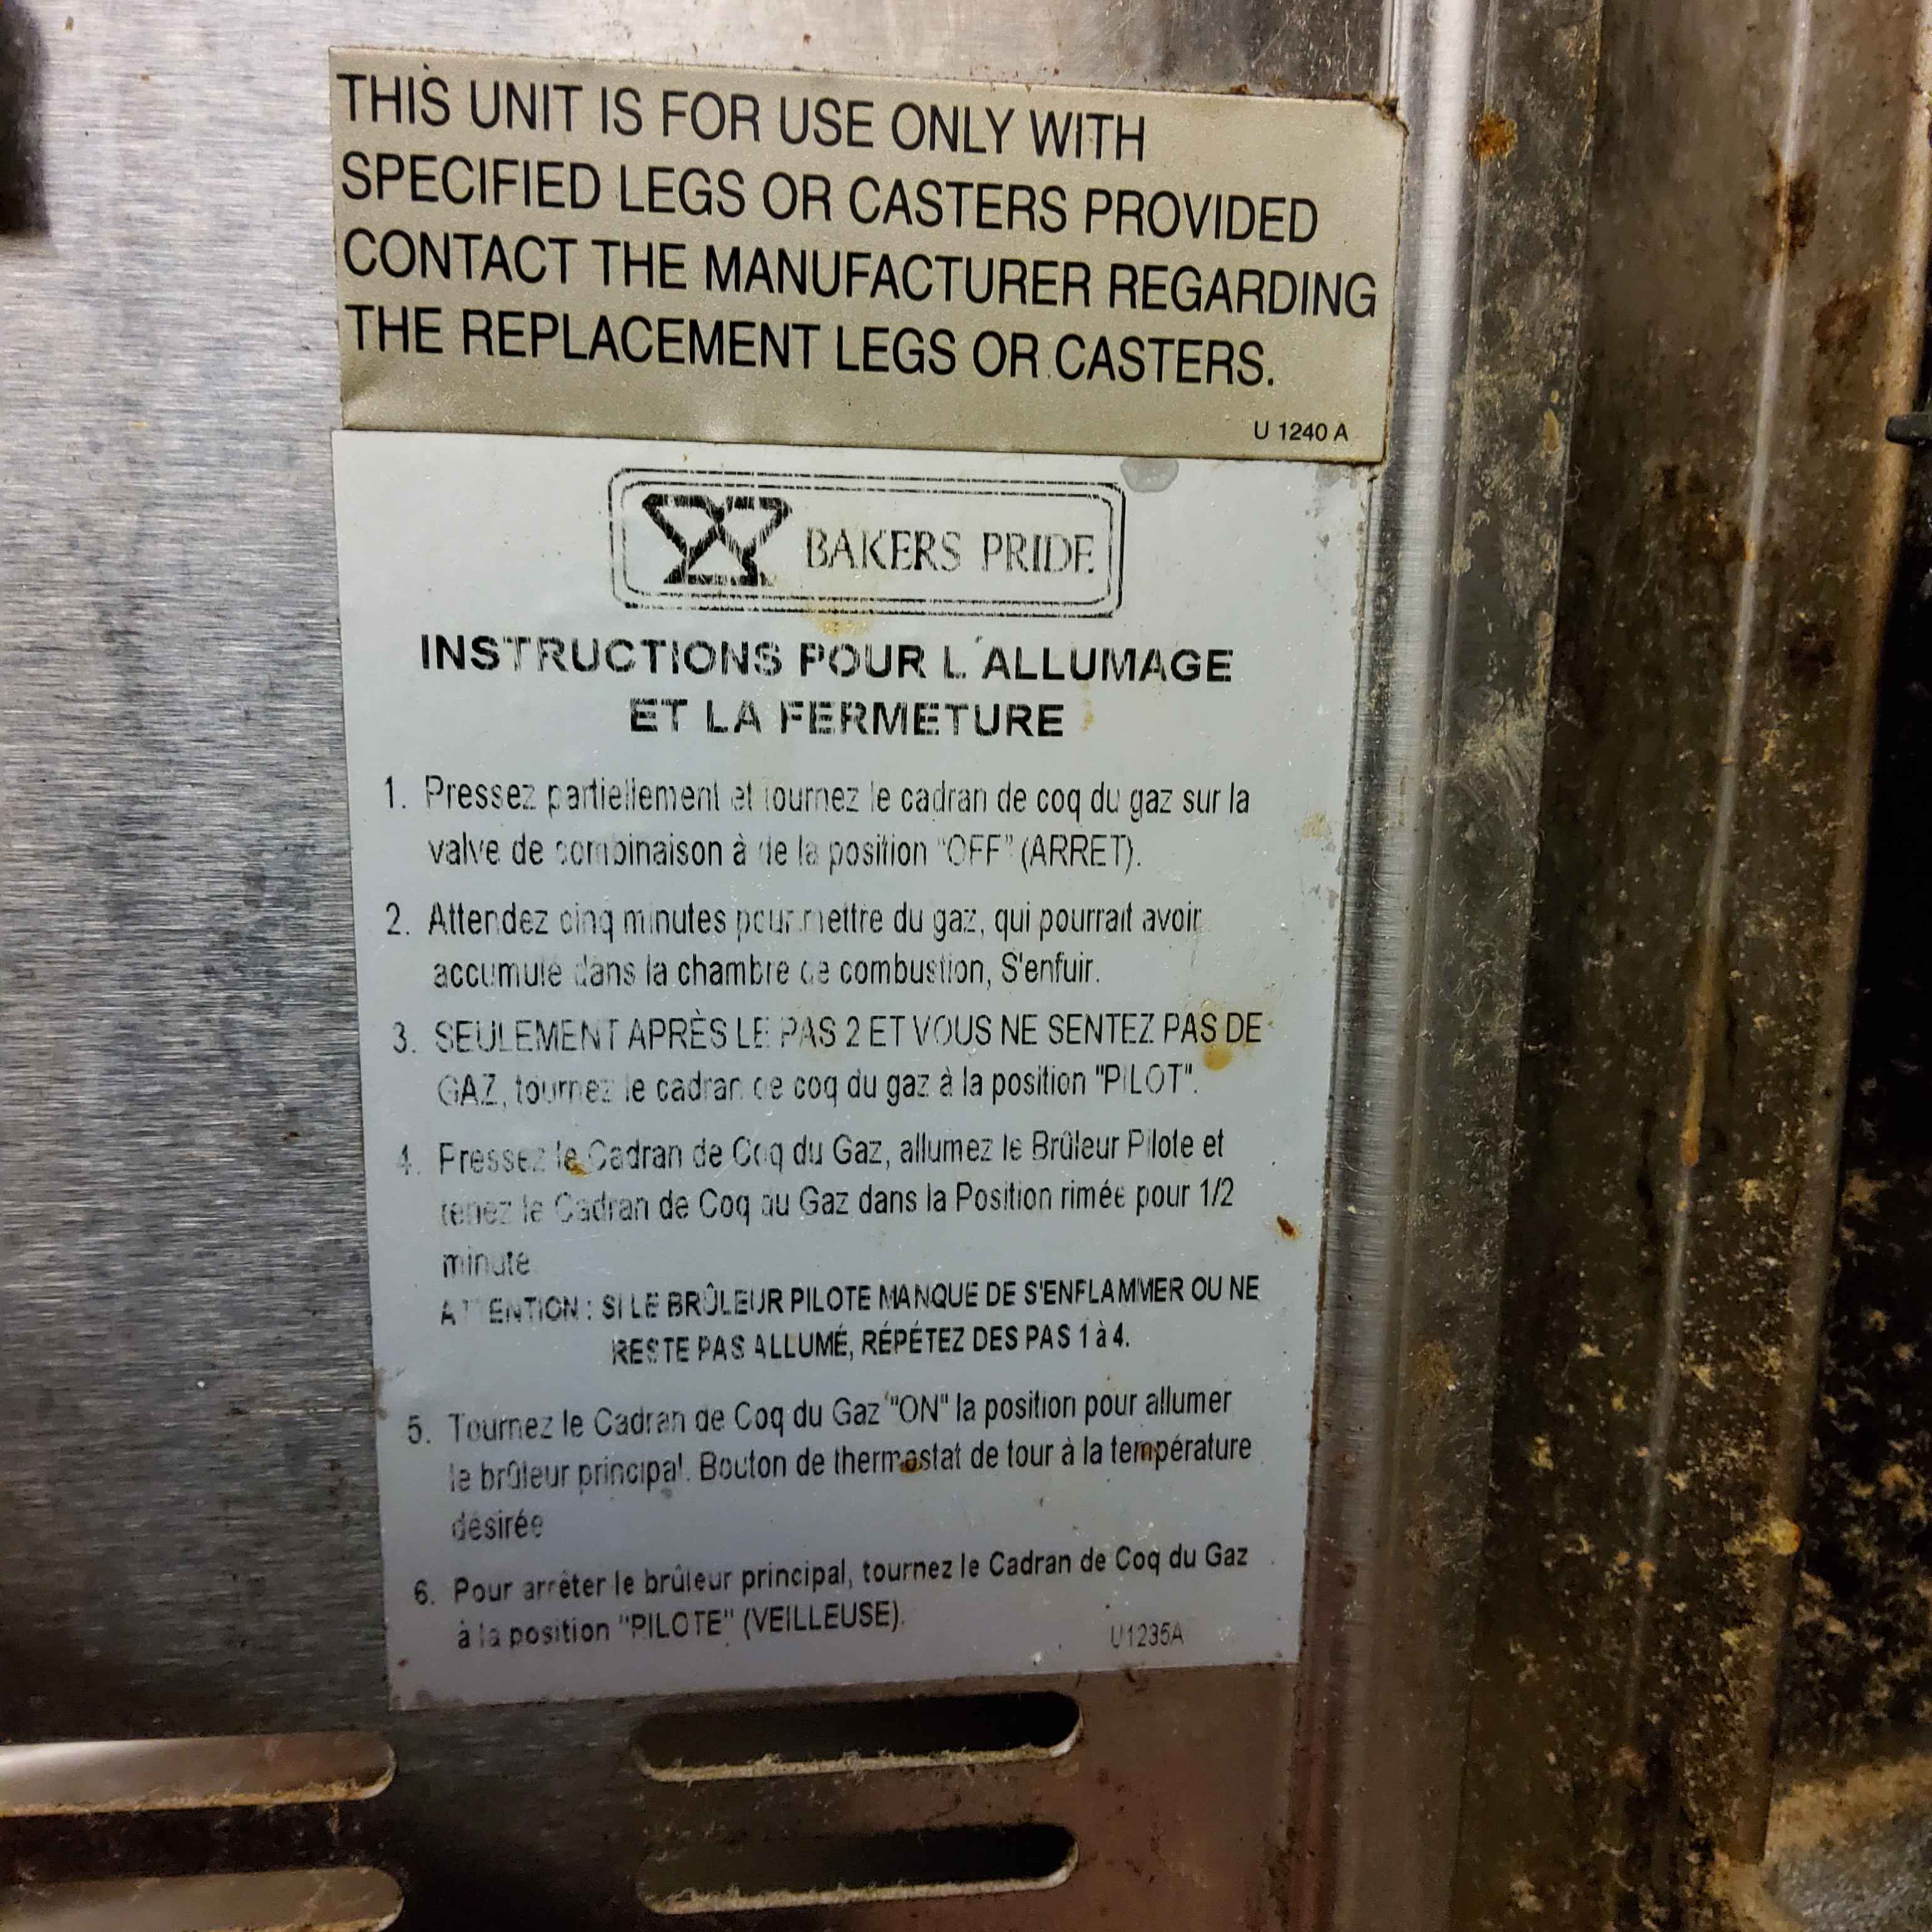 THIS UNIT IS FOR USE ONLY WITH
SPECIFIED LEGS OR CASTERS PROVIDED
CONTACT THE MANUFACTURER REGARDING
THE REPLACEMENT LEGS OR CASTERS.
U 1240 A
BAKERS PRIDE
INSTRUCTIONS POUR L'ALLUMAGE
ET LA FERMETURE
1. Pressez partiellement et tournez le cadran de coq du gaz sur la
valve de combinaison à de la position "OFF" (ARRET).
2. Attendez cinq minutes pour mettre du gaz, qui pourrait avoir
accumule dans la chambre de combustion, S'enfuir.
3. SEULEMENT APRÈS LE PAS 2 ET VOUS NE SENTEZ PAS DE
GAZ, tournez le cadran de coq du gaz à la position "PILOT".
4. Pressez le Cadran de Coq du Gaz, allumez le Brûleur Pilote et
tenez le Cadran de Coq du Gaz dans la Position rimée pour 1/2
minute
ATTENTION : SI LE BRÛLEUR PILOTE MANQUE DE S'ENFLAMMER OU NE
RESTE PAS ALLUMÉ, RÉPÉTEZ DES PAS 1 à 4.
5. Tournez le Cadran de Coq du Gaz "ON" la position pour allumer
le brûleur principal. Bouton de thermostat de tour à la température
désirée
6. Pour arrêter le brûleur principal, tournez le Cadran de Coq du Gaz
à la position "PILOTE" (VEILLEUSE).
U1235A